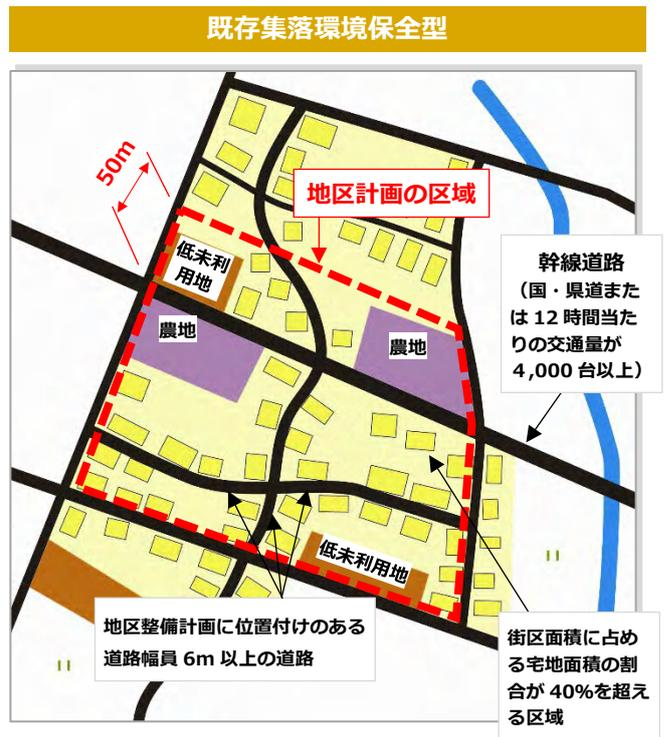 既存集落環境保全型
50m
地区計画の区域
低未利
用地
幹線道路
（国・県道また
は 12 時間当た
りの交通量が
4,000 台以上）
農地
農地
低未利用地
地区整備計画に位置付けのある
道路幅員 6m 以上の道路
街区面積に占め
る宅地面積の割
合が 40%を超え
る区域